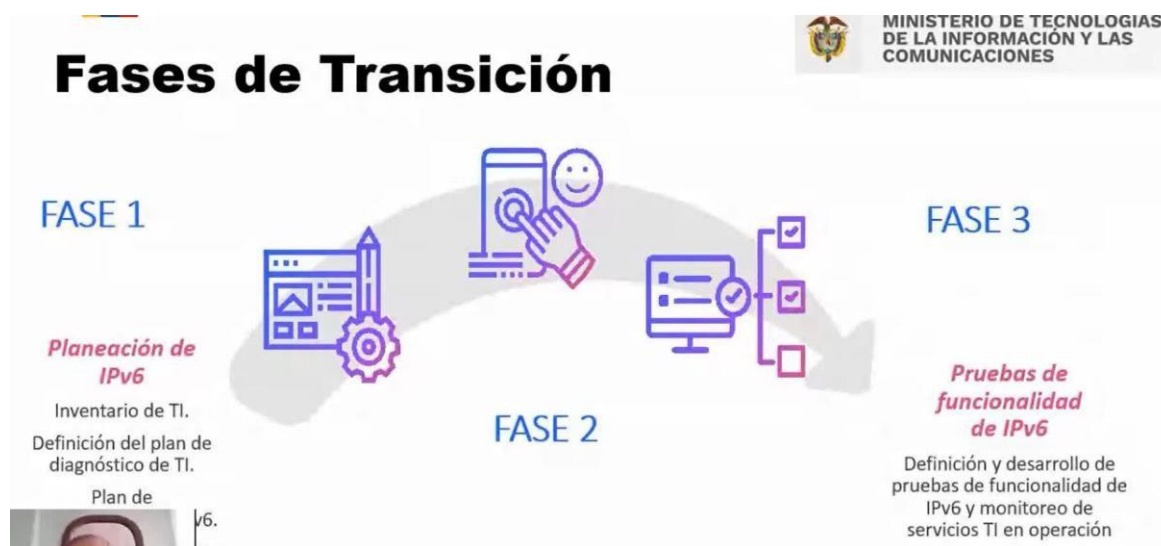 MINISTERIO DE TECNOLOGÍAS
DE LA INFORMACIÓN Y LAS
COMUNICACIONES
Fases de Transición
FASE 1
Planeación de
IPv6
Inventario de TI.
Definición del plan de
diagnóstico de TI.
Plan de
v6.
FASE 2
FASE 3
Pruebas de
funcionalidad
de IPv6
Definición y desarrollo de
pruebas de funcionalidad de
IPv6 y monitoreo de
servicios TI en operación